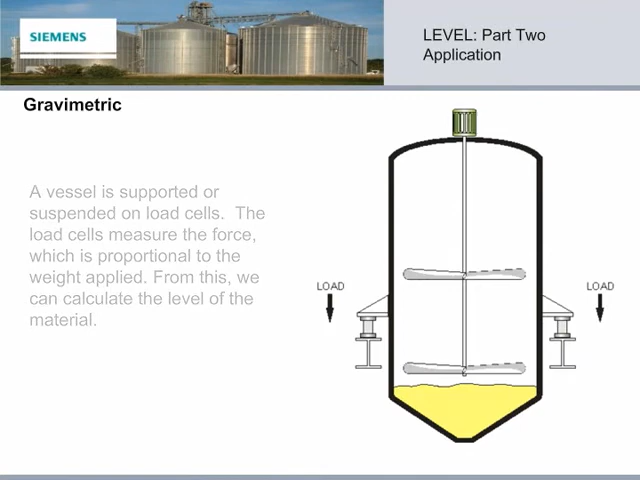 SIEMENS
LEVEL: Part Two
Application
Gravimetric
A vessel is supported or
suspended on load cells.  The
load cells measure the force,
which is proportional to the
weight applied. From this, we
can calculate the level of the
material.
LOAD
LOAD